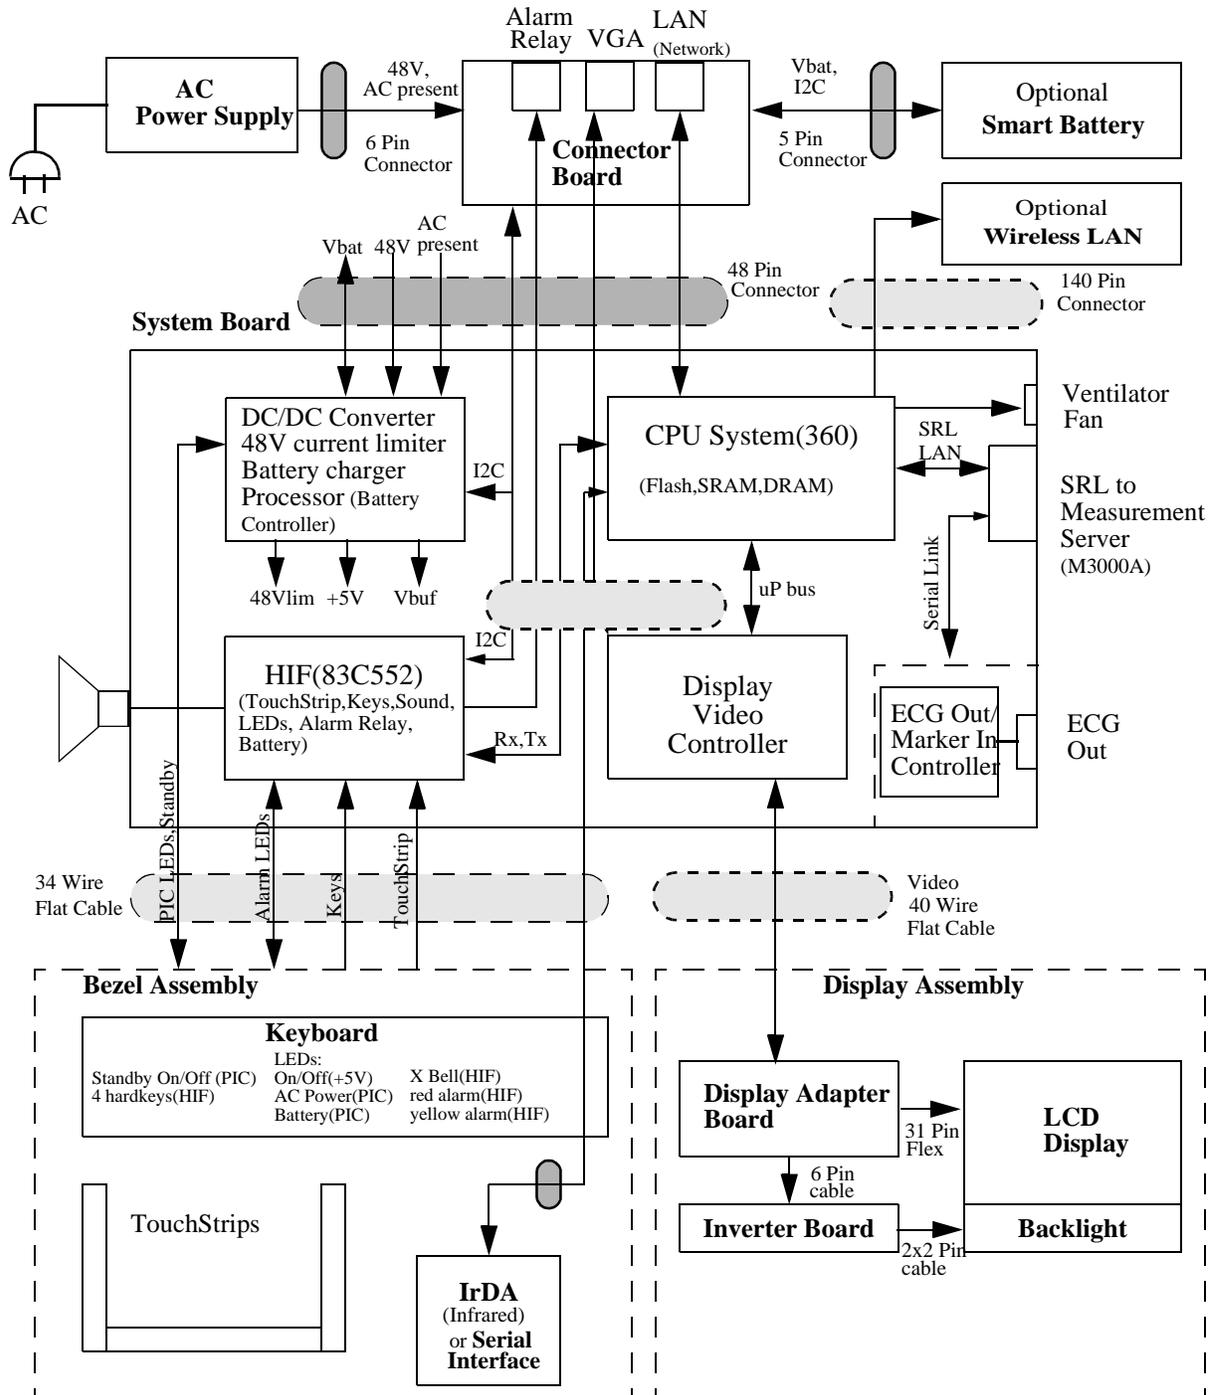 Alarm
Relay
VGA
LAN
(Network)
AC
Power Supply
48V,
AC present
6 Pin
Connector
Connector
Board
Vbat,
I2C
5 Pin
Connector
Optional
Smart Battery
AC
Optional
Wireless LAN
Vbat
48V
AC
present
48 Pin
Connector
140 Pin
Connector
System Board
DC/DC Converter
48V current limiter
Battery charger
Processor (Battery
Controller)
I2C
CPU System(360)
(Flash,SRAM,DRAM)
SRL
LAN
Ventilator
Fan
SRL to
Measurement
Server
(M3000A)
Serial Link
48Vlim
+5V
Vbuf
uP bus
I2C
HIF(83C552)
(TouchStrip,Keys,Sound,
LEDs, Alarm Relay,
Battery)
Rx,Tx
Display
Video
Controller
ECG Out/
Marker In
Controller
ECG
Out
PIC LEDs,Standby
Alarm LEDs
Keys
TouchStrip
34 Wire
Flat Cable
Video
40 Wire
Flat Cable
Bezel Assembly
Display Assembly
Keyboard
Standby On/Off (PIC)
4 hardkeys(HIF)
LEDs:
On/Off(+5V)
AC Power(PIC)
Battery(PIC)
X Bell(HIF)
red alarm(HIF)
yellow alarm(HIF)
Display Adapter
Board
31 Pin
Flex
LCD
Display
6 Pin
cable
Inverter Board
2x2 Pin
cable
Backlight
TouchStrips
IrDA
(Infrared)
or Serial
Interface